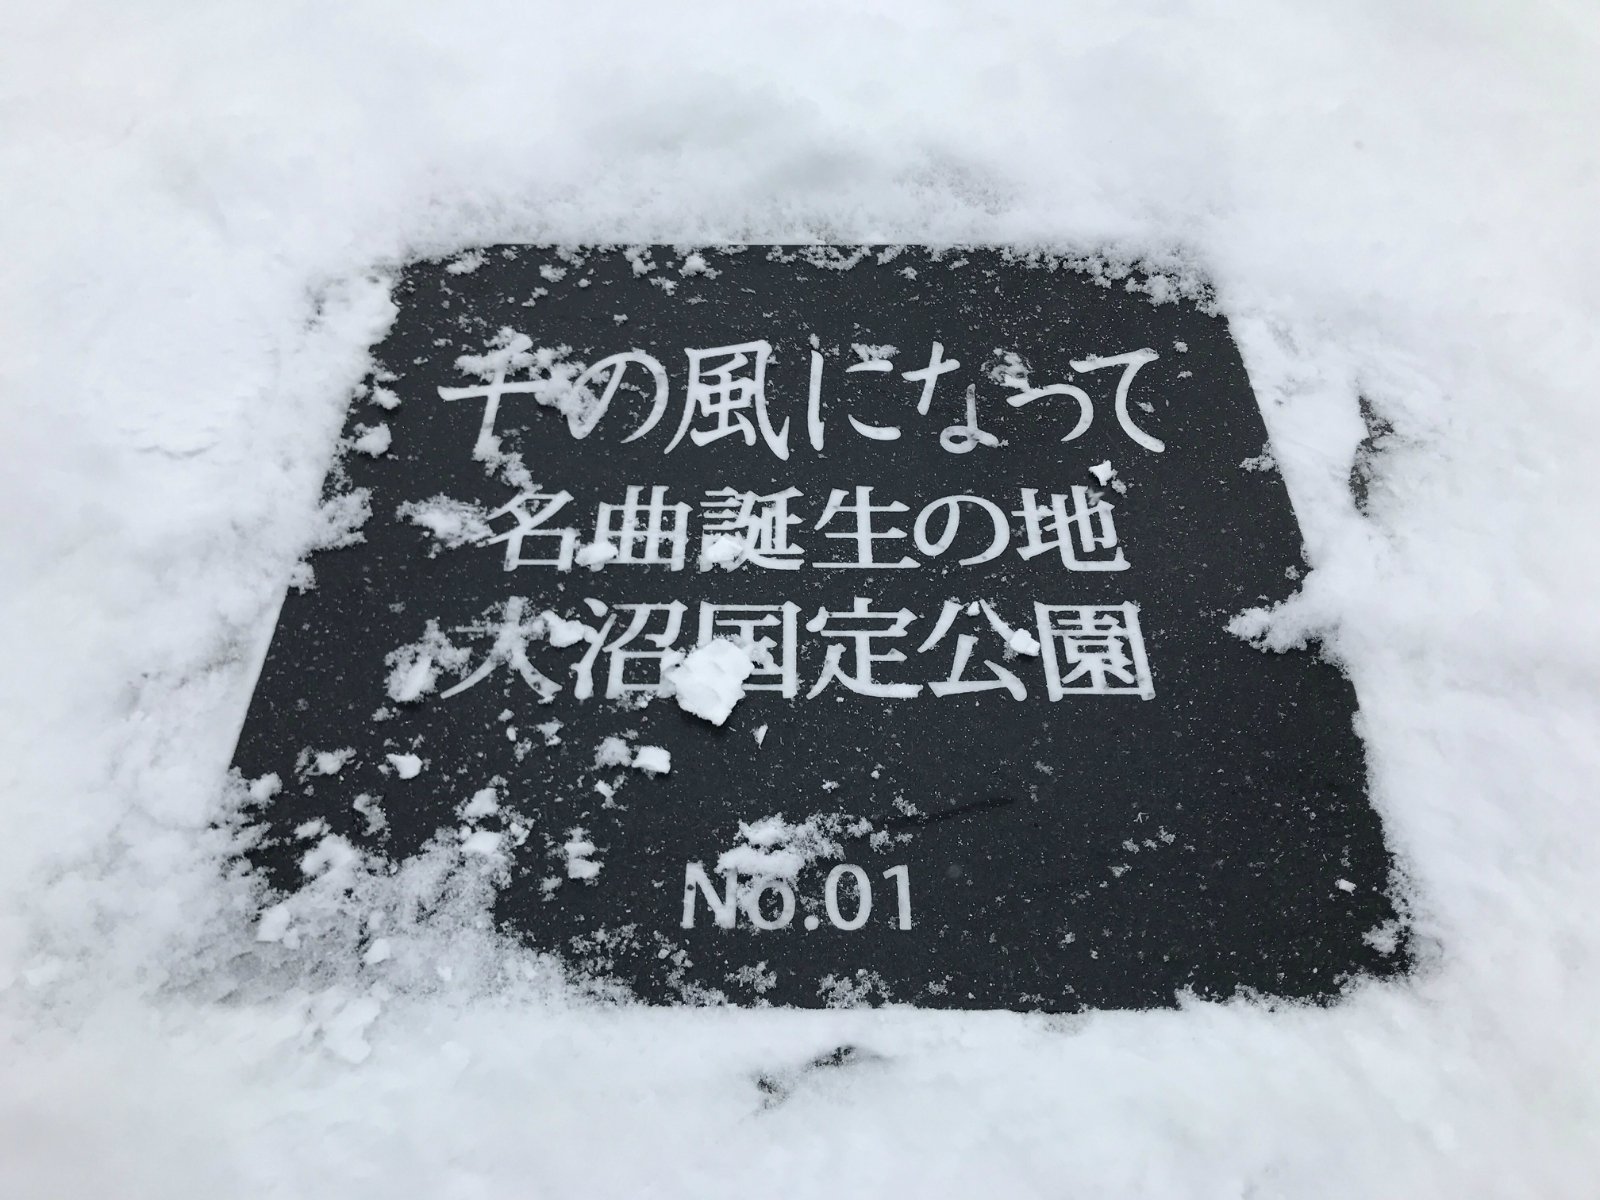 千の風になって
名曲誕生の地
大沼国定公園
No.01